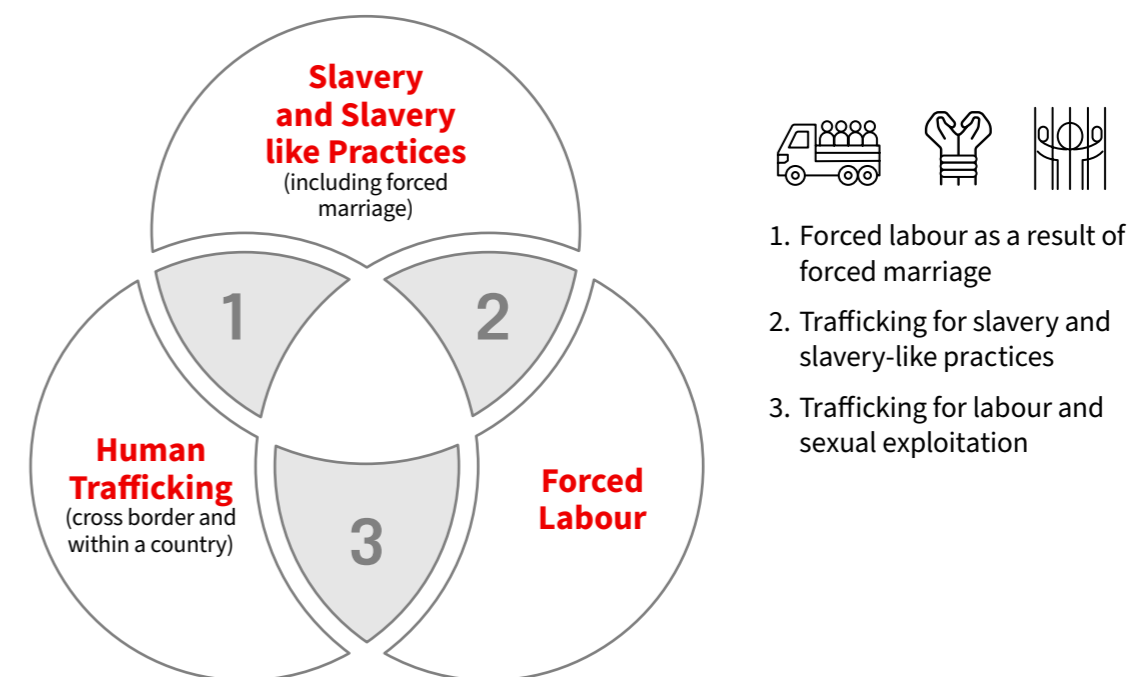 Slavery
and Slavery
like Practices
(including forced
marriage)
1
2
Human
Trafficking
(cross border and
within a country)
Forced
Labour
3
1. Forced labour as a result of
forced marriage
2. Trafficking for slavery and
slavery-like practices
3. Trafficking for labour and
sexual exploitation